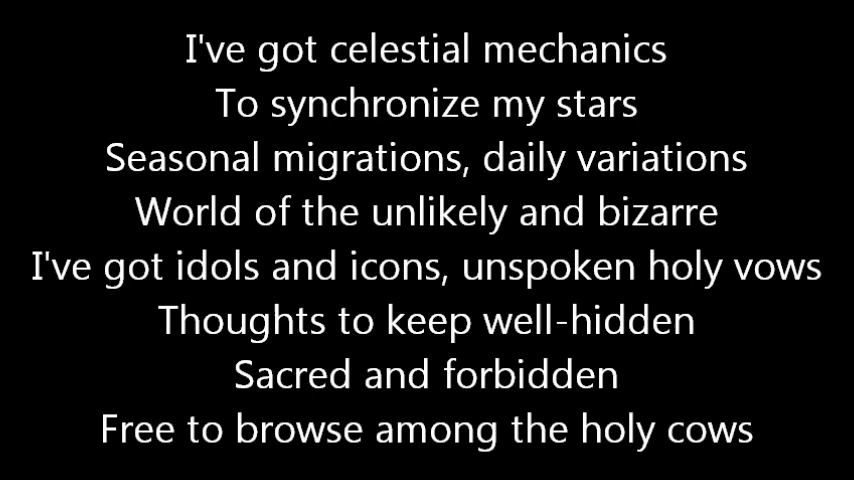 I've got celestial mechanics
To synchronize my stars
Seasonal migrations, daily variations
World of the unlikely and bizarre
I've got idols and icons, unspoken holy vows
Thoughts to keep well-hidden
Sacred and forbidden
Free to browse among the holy cows